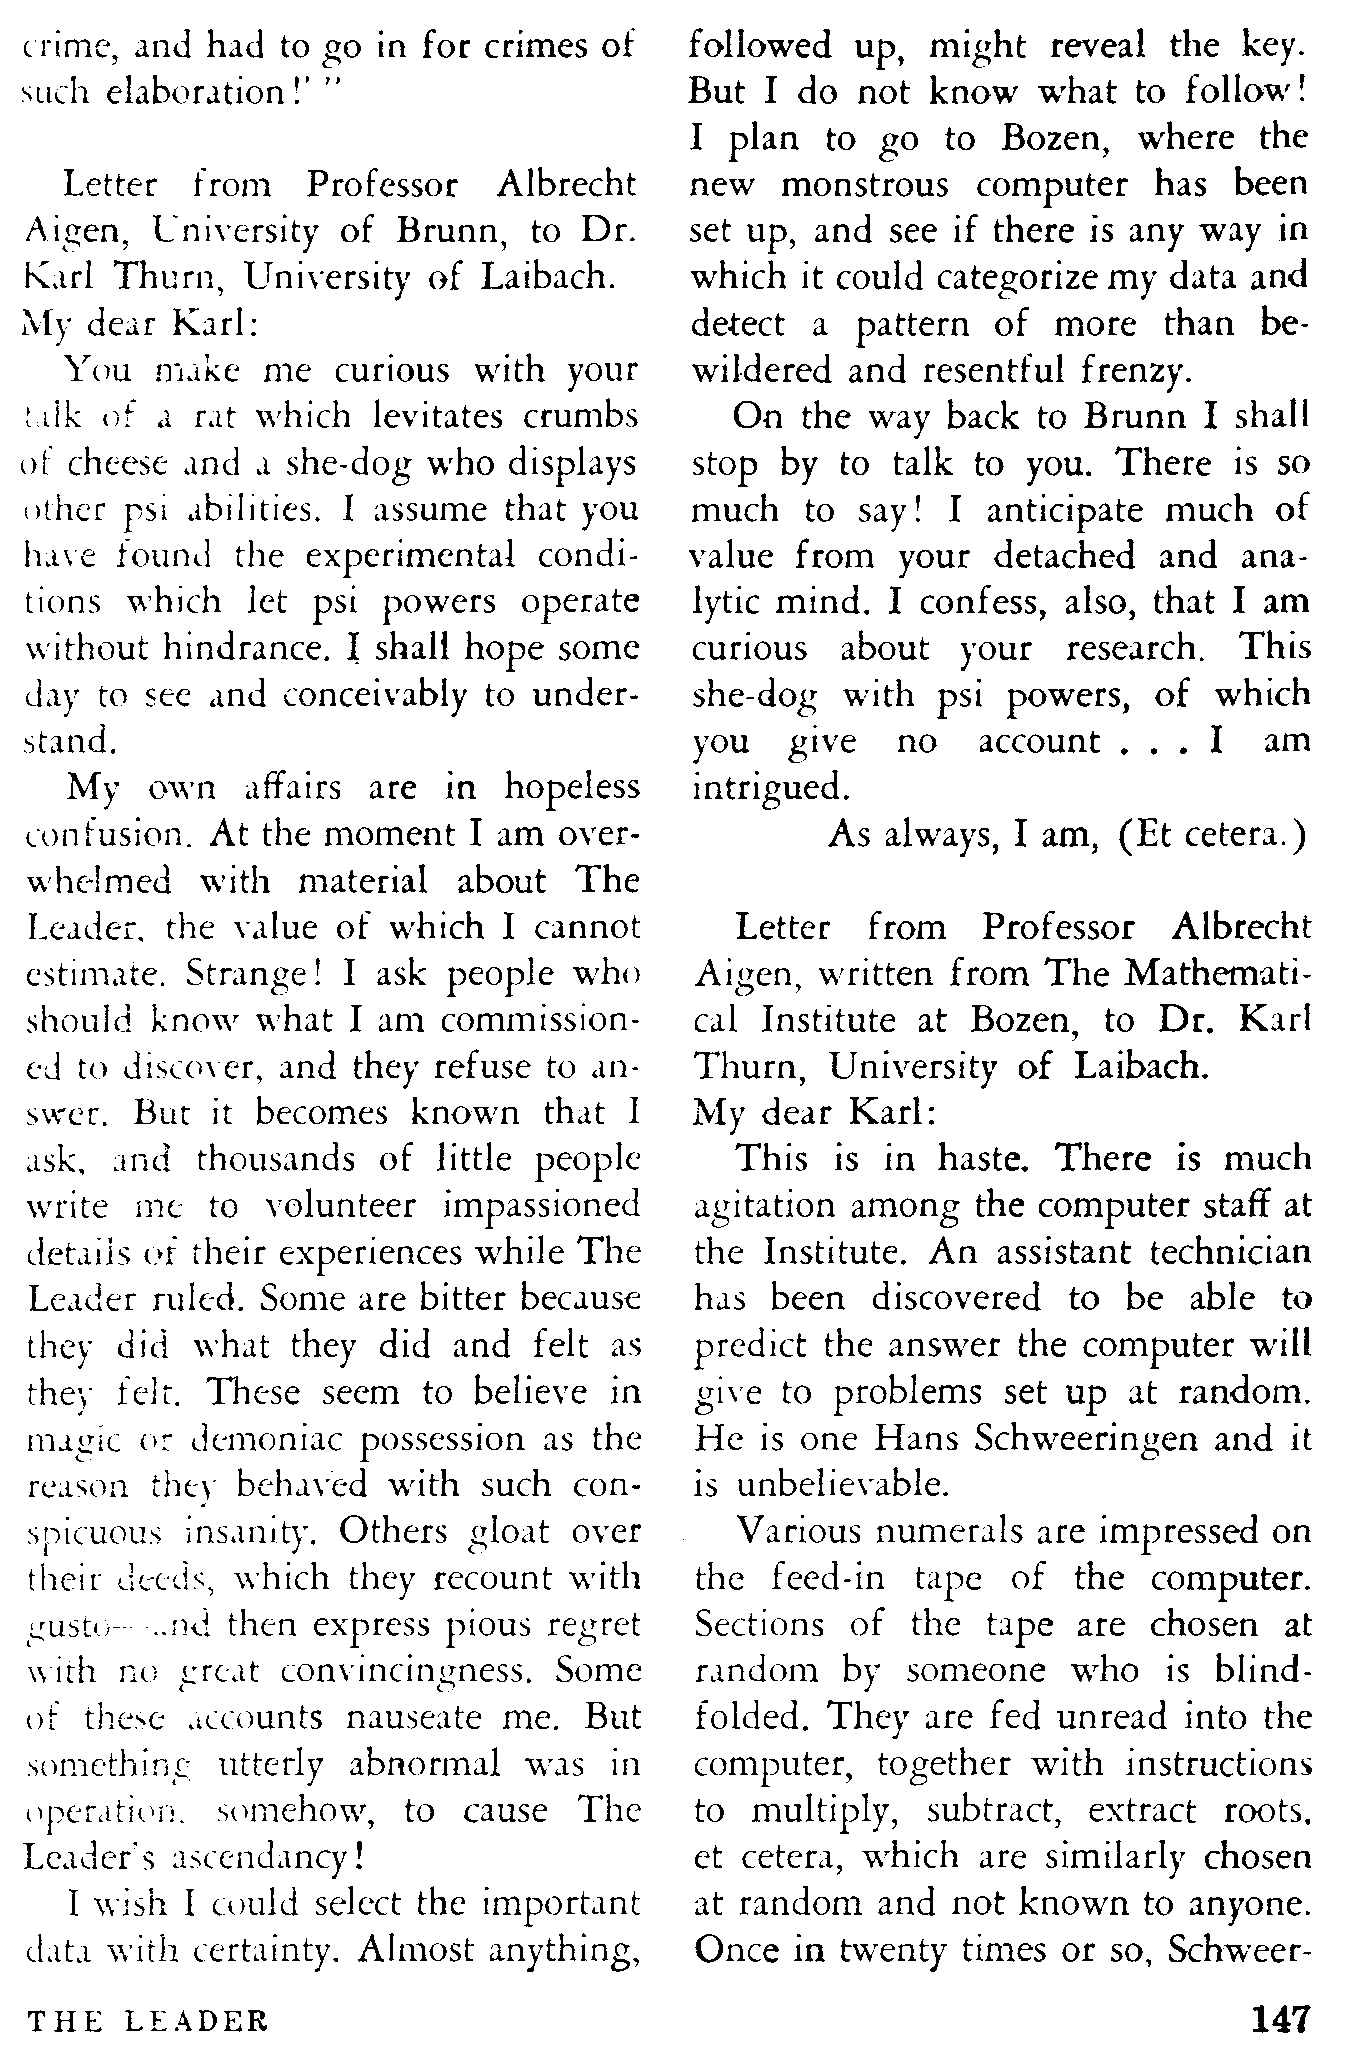 crime, and had to go in for crimes of
such elaboration!' "
Letter from Professor Albrecht
Aigen, University of Brunn, to Dr.
Karl Thurn, University of Laibach.
My dear Karl:
You make me curious with your
talk of a rat which levitates crumbs
of cheese and a she-dog who displays
other psi abilities. I assume that you
have found the experimental condi-
tions which let psi powers operate
without hindrance. I shall hope some
day to see and conceivably to under-
stand.
My own affairs are in hopeless
confusion. At the moment I am over-
whelmed with material about The
Leader, the value of which I cannot
estimate. Strange! I ask people who
should know what I am commission-
ed to discover, and they refuse to an-
swer. But it becomes known that I
ask, and thousands of little people
write me to volunteer impassioned
details of their experiences while The
Leader ruled. Some are bitter because
they did what they did and felt as
they felt. These seem to believe in
magic or demoniac possession as the
reason they behaved with such con-
spicuous insanity. Others gloat over
their deeds, which they recount with
gusto—and then express pious regret
with no great convincingness. Some
of these accounts nauseate me. But
something utterly abnormal was in
operation, somehow, to cause The
Leader's ascendancy!
I wish I could select the important
data with certainty. Almost anything,
followed up, might reveal the key.
But I do not know what to follow!
I plan to go to Bozen, where the
new monstrous computer has been
set up, and see if there is any way in
which it could categorize my data and
detect a pattern of more than be-
wildered and resentful frenzy.
On the way back to Brunn I shall
stop by to talk to you. There is so
much to say! I anticipate much of
value from your detached and ana-
lytic mind. I confess, also, that I am
curious about your research. This
she-dog with psi powers, of which
you give no account . . . I am
intrigued.
As always, I am, (Et cetera.)
Letter from Professor Albrecht
Aigen, written from The Mathemati-
cal Institute at Bozen, to Dr. Karl
Thurn, University of Laibach.
My dear Karl:
This is in haste. There is much
agitation among the computer staff at
the Institute. An assistant technician
has been discovered to be able to
predict the answer the computer will
give to problems set up at random.
He is one Hans Schweeringen and it
is unbelievable.
Various numerals are impressed on
the feed-in tape of the computer.
Sections of the tape are chosen at
random by someone who is blind-
folded. They are fed unread into the
computer, together with instructions
to multiply, subtract, extract roots,
et cetera, which are similarly chosen
at random and not known to anyone.
Once in twenty times or so, Schweer-
THE LEADER
147